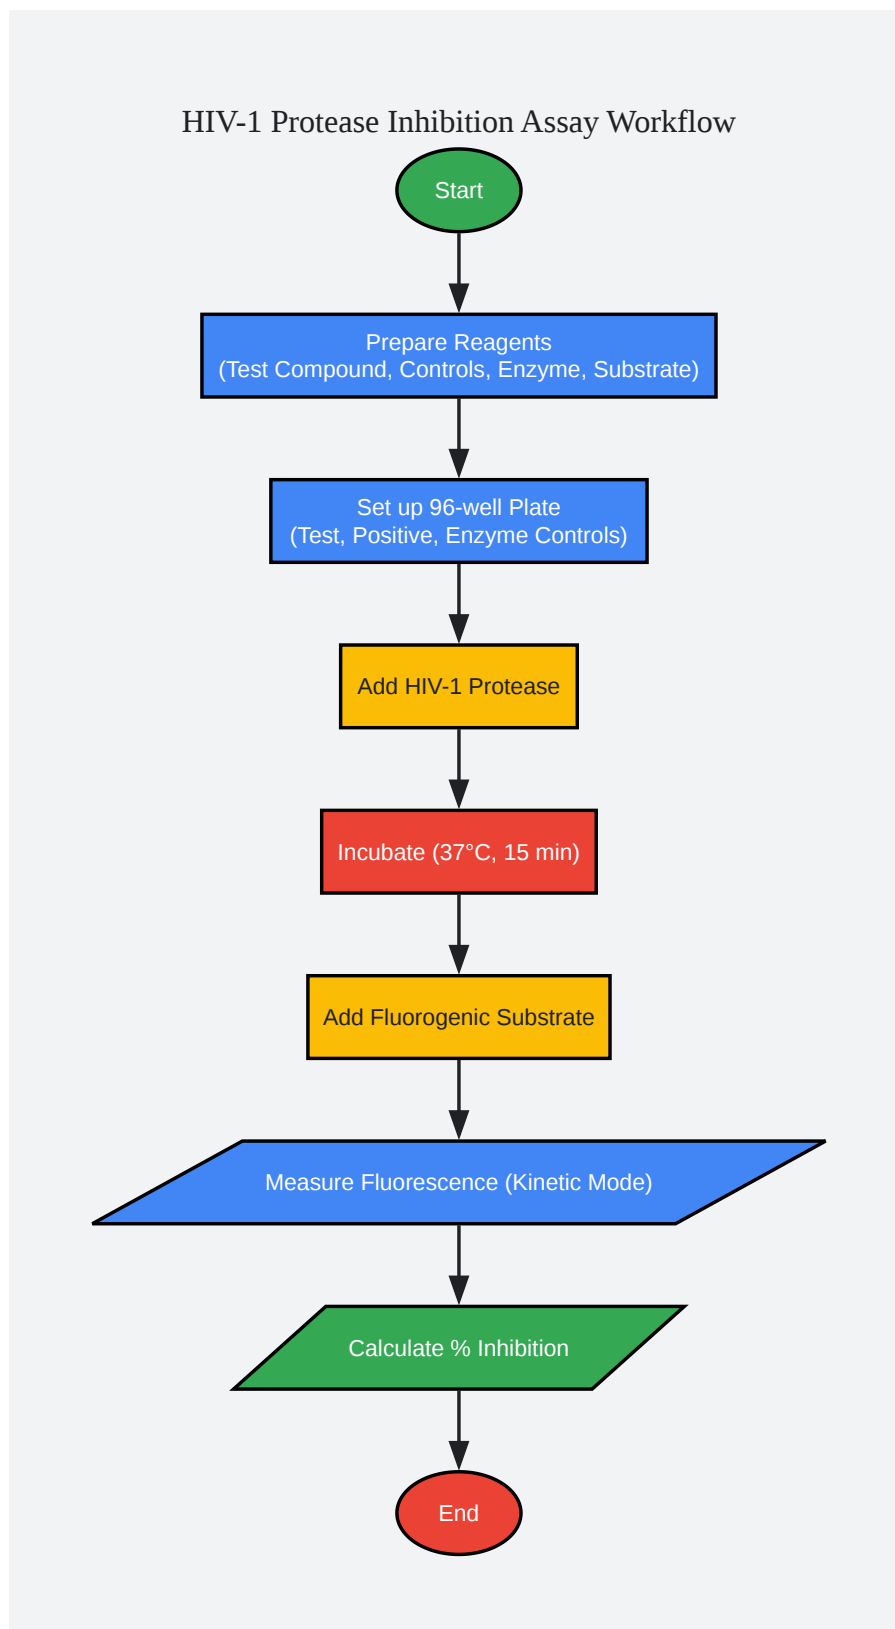 HIV-1 Protease Inhibition Assay Workflow
Start
Prepare Reagents
(Test Compound, Controls, Enzyme, Substrate)
Set up 96-well Plate
(Test, Positive, Enzyme Controls)
Add HIV-1 Protease
Incubate (37°C, 15 min)
Add Fluorogenic Substrate
Measure Fluorescence (Kinetic Mode)
Calculate % Inhibition
End